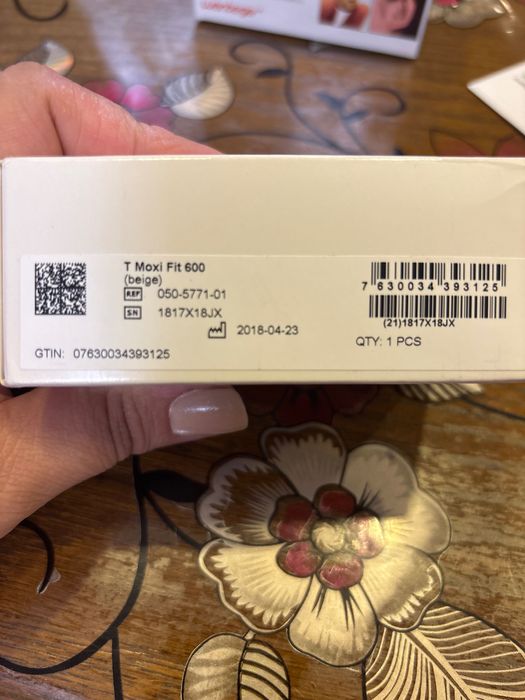 T Moxi Fit 600
(beige)
REF 050-5771-01
SN 1817X18JX
2018-04-23
GTIN: 07630034393125
7 630034 393125
(21)1817X18JX
QTY: 1 PCS